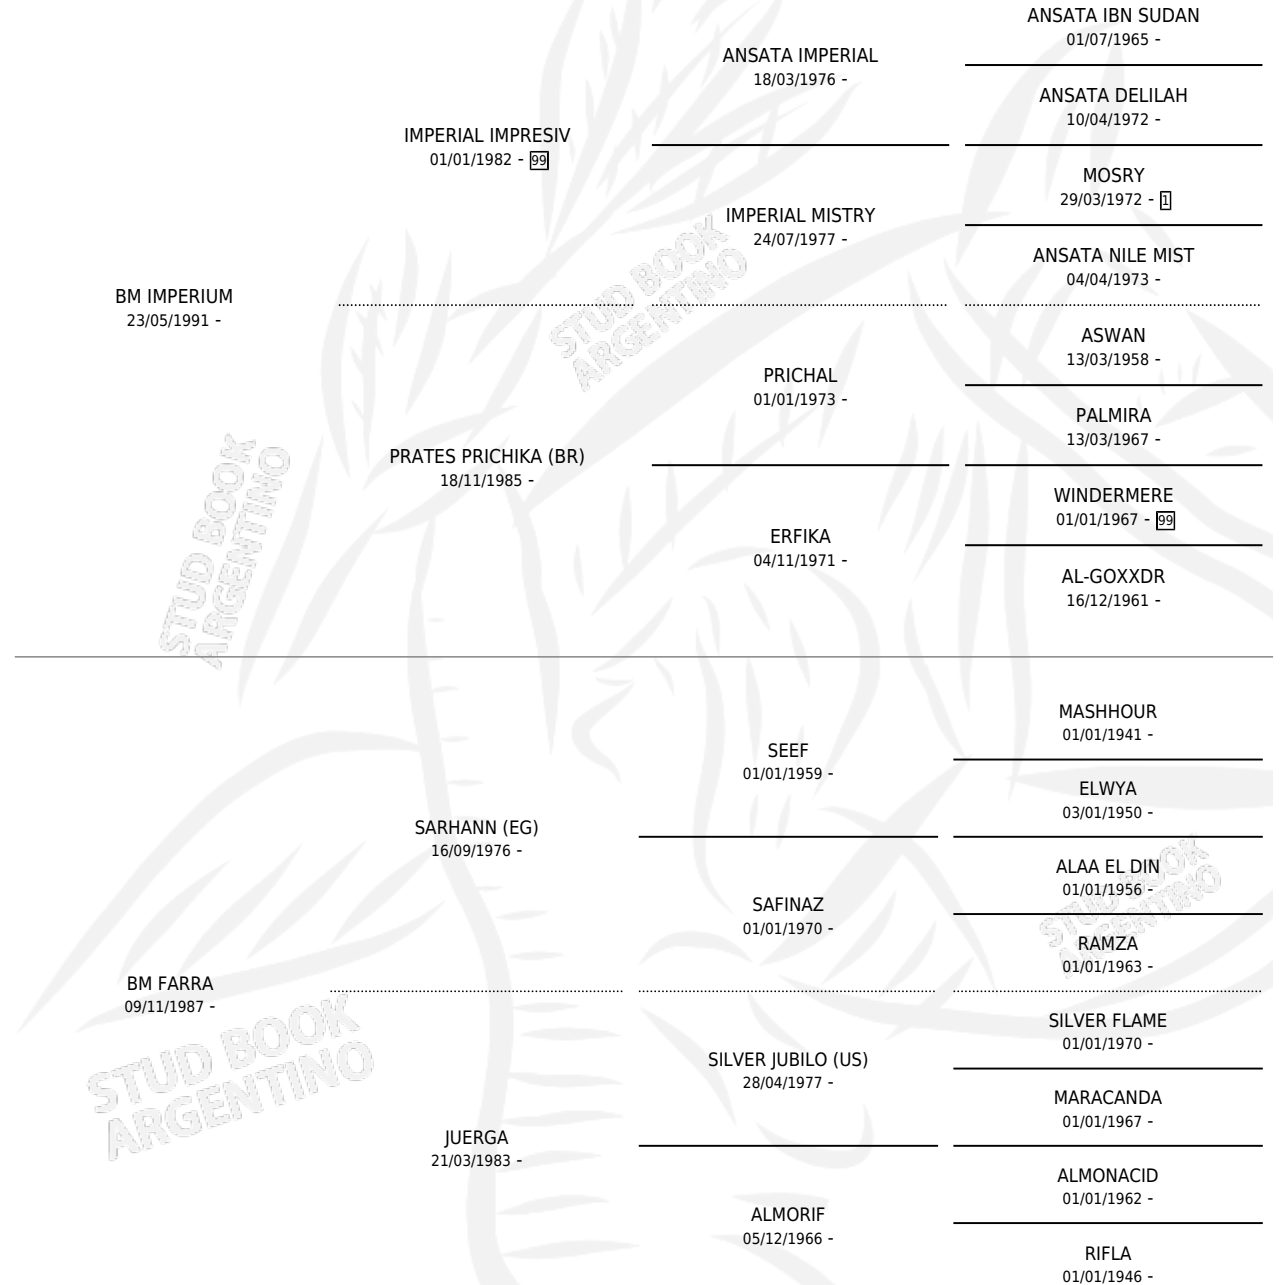 ANSATA IBN SUDAN
01/07/1965 -
ANSATA IMPERIAL
18/03/1976 -
ANSATA DELILAH
10/04/1972 -
IMPERIAL IMPRESIV
01/01/1982 - 99
MOSRY
29/03/1972 - 1
IMPERIAL MISTRY
24/07/1977 -
ANSATA NILE MIST
04/04/1973 -
BM IMPERIUM
23/05/1991 -
ASWAN
13/03/1958 -
PRICHAL
01/01/1973 -
PALMIRA
13/03/1967 -
PRATES PRICHIKA (BR)
18/11/1985 -
WINDERMERE
01/01/1967 - 99
ERFIKA
04/11/1971 -
AL-GOXXDR
16/12/1961 -
MASHHOUR
01/01/1941 -
SEEF
01/01/1959 -
ELWYA
03/01/1950 -
SARHANN (EG)
16/09/1976 -
ALAA EL DIN
01/01/1956 -
SAFINAZ
01/01/1970 -
RAMZA
01/01/1963 -
BM FARRA
09/11/1987 -
SILVER FLAME
01/01/1970 -
SILVER JUBILO (US)
28/04/1977 -
MARACANDA
01/01/1967 -
JUERGA
21/03/1983 -
ALMONACID
01/01/1962 -
ALMORIF
05/12/1966 -
RIFLA
01/01/1946 -
STUD BOOK
ARGENTINO
STUD BOOK
ARGENTINO
STUD BOOK
ARGENTINO
STUD BOOK
ARGENTINO